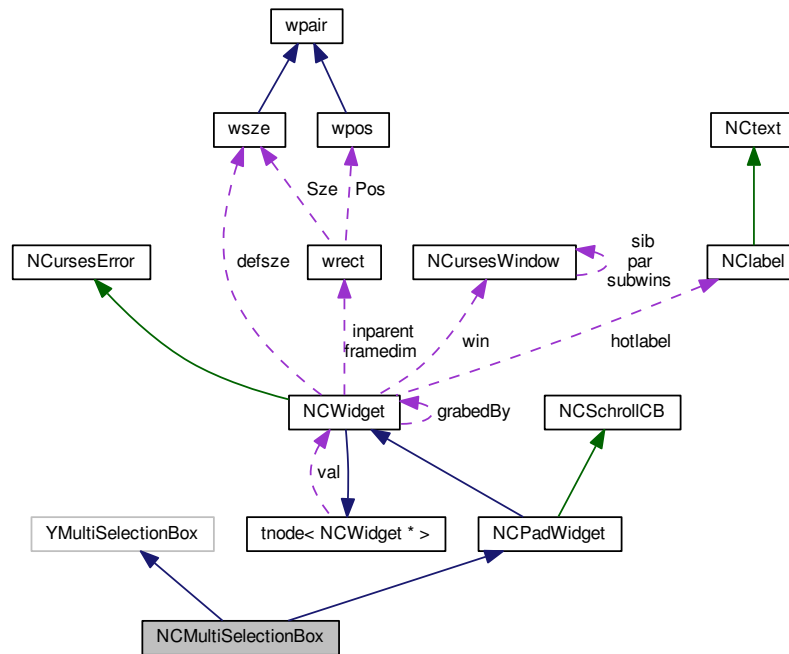 wpair
wsze
wpos
NCtext
Sze
Pos
NCursesError
defsze
wrect
NCursesWindow
sib
par
subwins
NClabel
inparent
framedim
win
hotlabel
NCWidget
grabedBy
NCSchrollCB
val
YMultiSelectionBox
tnode< NCWidget * >
NCPadWidget
NCMultiSelectionBox